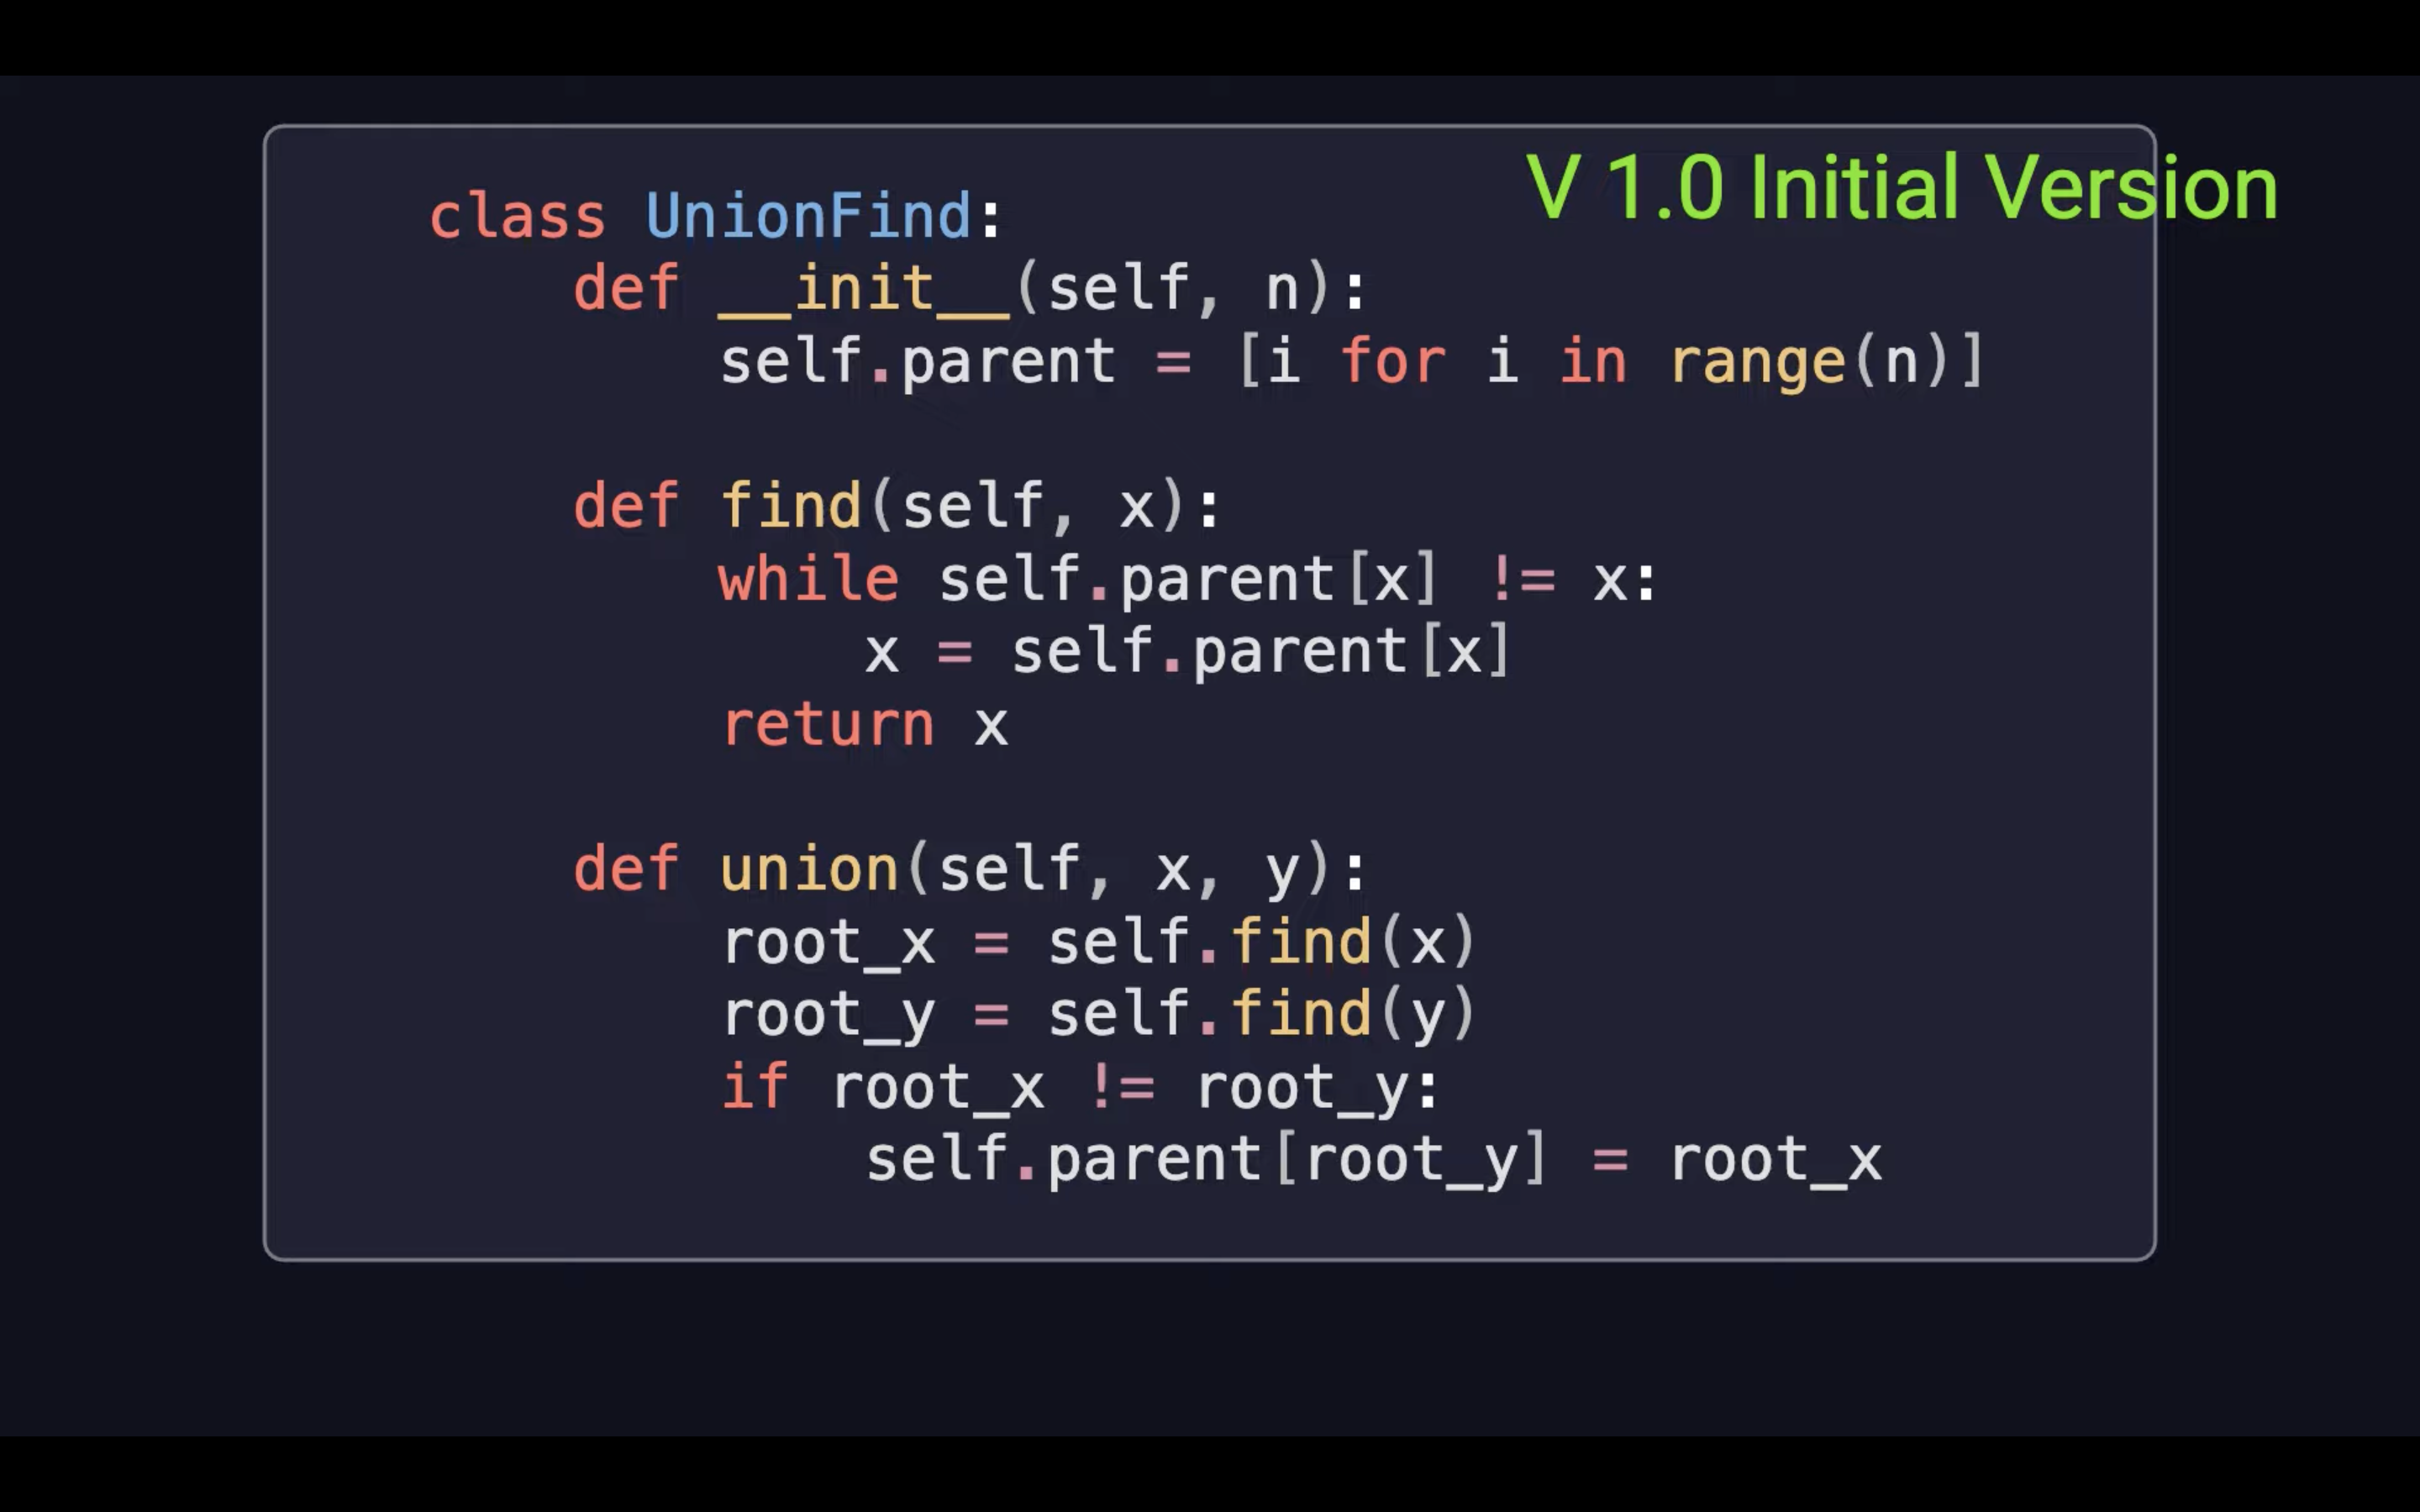 V 1.0 Initial Version
class UnionFind:
    def __init__(self, n):
        self.parent = [i for i in range(n)]

    def find(self, x):
        while self.parent[x] != x:
            x = self.parent[x]
        return x

    def union(self, x, y):
        root_x = self.find(x)
        root_y = self.find(y)
        if root_x != root_y:
            self.parent[root_y] = root_x